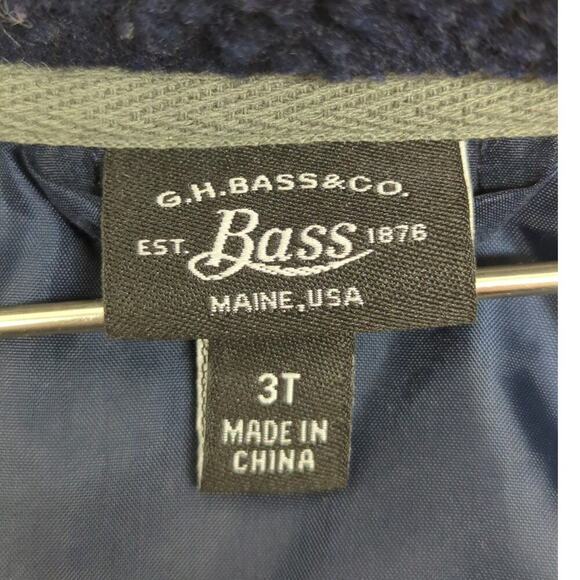 G.H.BASS&CO.
EST. Bass 1876
MAINE, USA
3T
MADE IN
CHINA